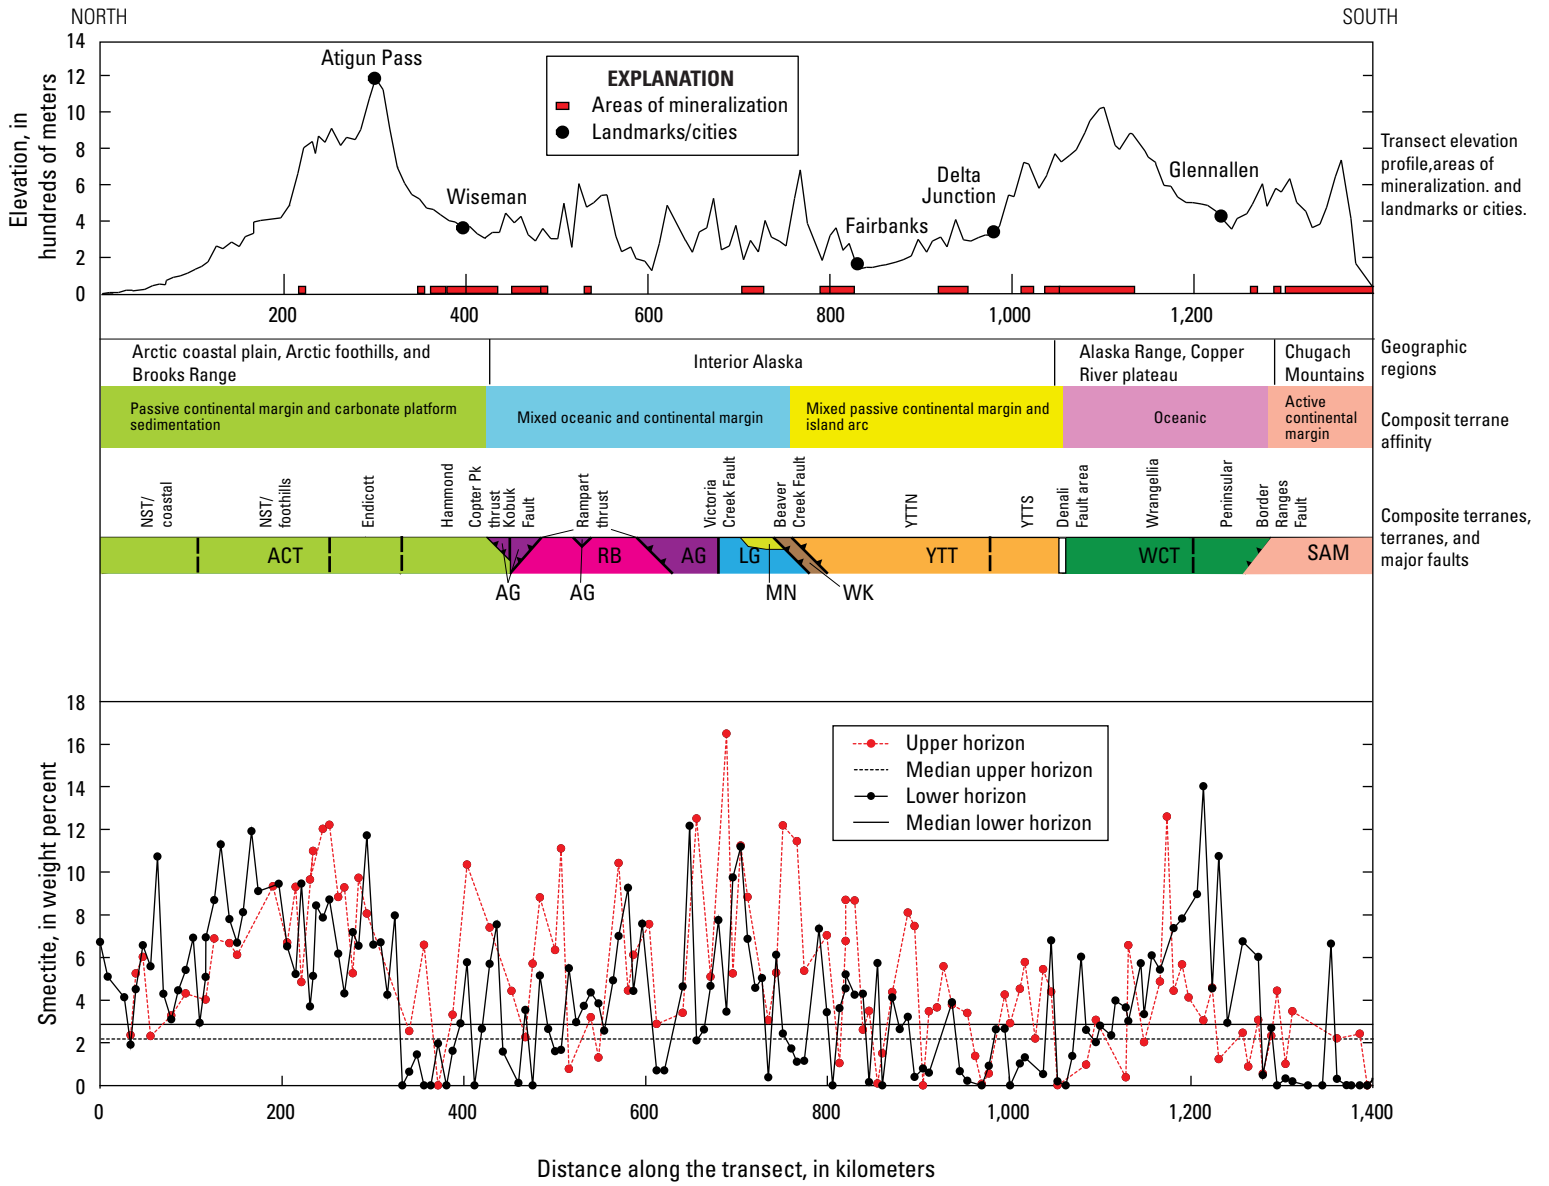 NORTH
SOUTH
Elevation, in
hundreds of meters
14
12
10
8
6
4
2
0
Atigun Pass
Wiseman
Fairbanks
Delta
Junction
Glennallen
EXPLANATION
Areas of mineralization
Landmarks/cities
Transect elevation
profile,areas of
mineralization. and
landmarks or cities.
200
400
600
800
1,000
1,200
Arctic coastal plain, Arctic foothills, and
Brooks Range
Interior Alaska
Alaska Range, Copper
River plateau
Chugach
Mountains
Geographic
regions
Passive continental margin and carbonate platform
sedimentation
Mixed oceanic and continental margin
Mixed passive continental margin and
island arc
Oceanic
Active
continental
margin
Composit terrane
affinity
NST/
coastal
NST/
foothills
Endicott
Hammond
Copter Pk
thrust
Kobuk
Fault
Rampart
thrust
Victoria
Creek Fault
Beaver
Creek Fault
YTTN
YTTS
Denali
Fault area
Wrangellia
Peninsular
Border
Ranges
Fault
Composite terranes,
terranes, and
major faults
ACT
RB
AG
LG
YTT
WCT
SAM
AG
AG
MN
WK
Smectite, in weight percent
18
16
14
12
10
8
6
4
2
0
Upper horizon
Median upper horizon
Lower horizon
Median lower horizon
0
200
400
600
800
1,000
1,200
1,400
Distance along the transect, in kilometers